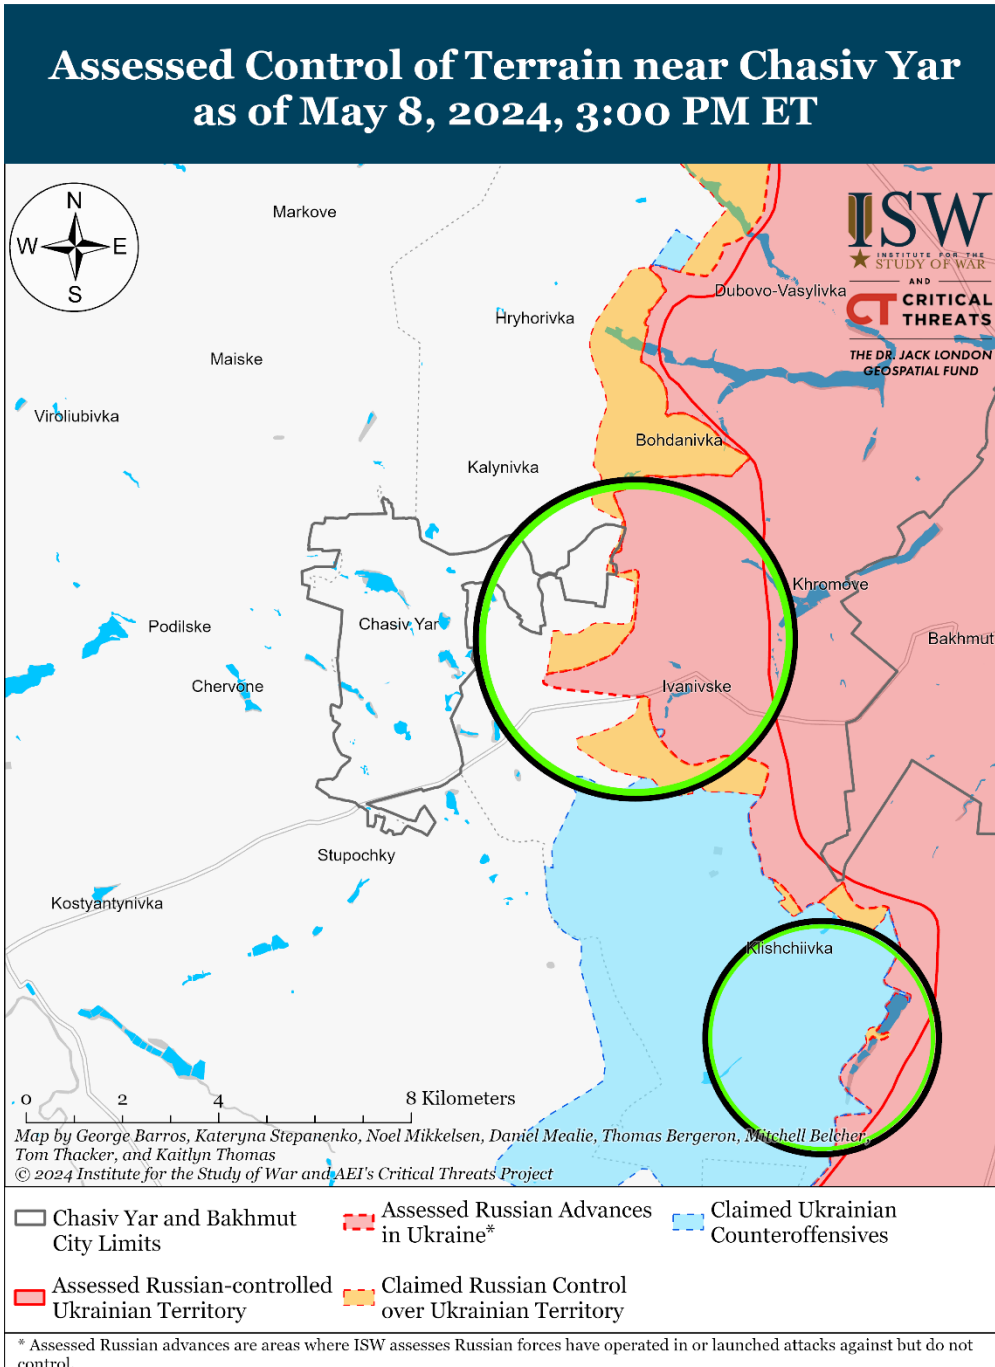 Assessed Control of Terrain near Chasiv Yar
as of May 8, 2024, 3:00 PM ET
N
W E
S
ISW
INSTITUTE FOR THE
STUDY OF WAR
AND
CT CRITICAL
THREATS
THE DR. JACK LONDON
GEOSPATIAL FUND
Markove
Dubovo-Vasylivka
Hryhorivka
Maiske
Viroliubivka
Bohdanivka
Kalynivka
Khromove
Podilske
Chasiv Yar
Bakhmut
Chervone
Ivanivske
Stupochky
Kostyantynivka
Klishchiivka
0 2 4 8 Kilometers
Map by George Barros, Kateryna Stepanenko, Noel Mikkelsen, Daniel Mealie, Thomas Bergeron, Mitchell Belcher,
Tom Thacker, and Kaitlyn Thomas
© 2024 Institute for the Study of War and AEI's Critical Threats Project
Chasiv Yar and Bakhmut
City Limits
Assessed Russian Advances
in Ukraine*
Claimed Ukrainian
Counteroffensives
Assessed Russian-controlled
Ukrainian Territory
Claimed Russian Control
over Ukrainian Territory
* Assessed Russian advances are areas where ISW assesses Russian forces have operated in or launched attacks against but do not
control.